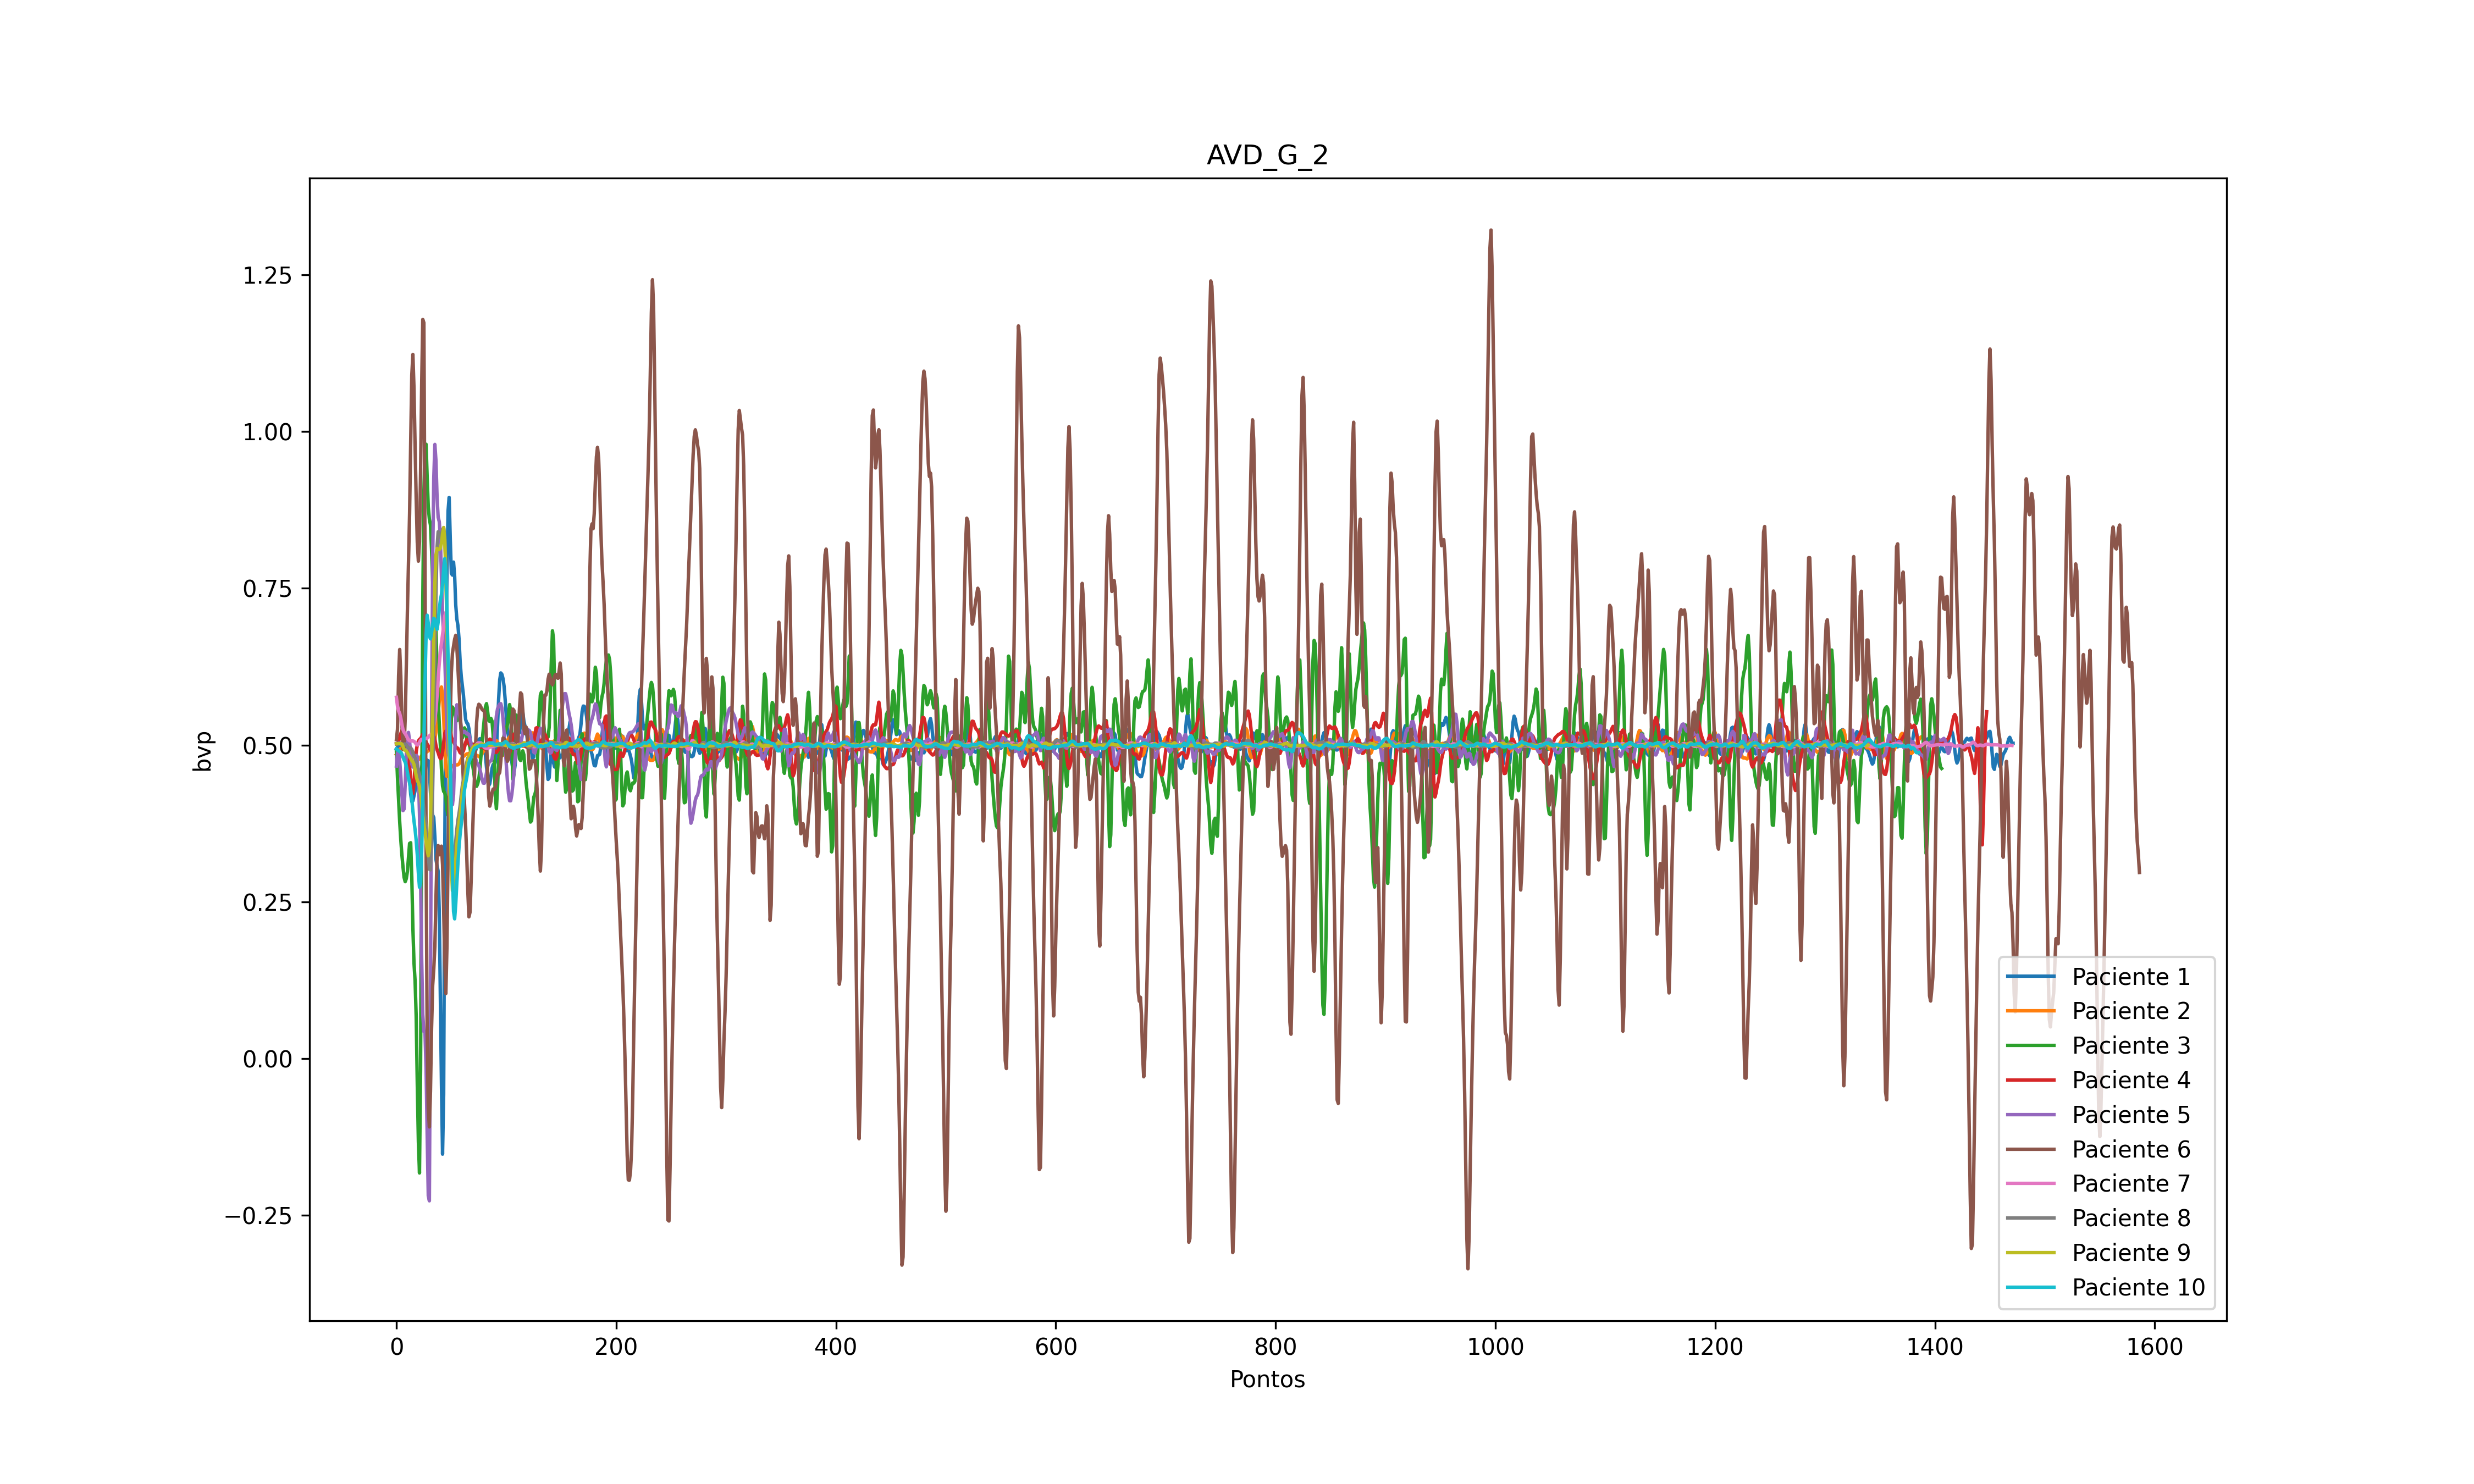 AVD_G_2
1.25
1.00
0.75
0.50
0.25
0.00
−0.25
bvp
0 200 400 600 800 1000 1200 1400 1600
Pontos
Paciente 1
Paciente 2
Paciente 3
Paciente 4
Paciente 5
Paciente 6
Paciente 7
Paciente 8
Paciente 9
Paciente 10